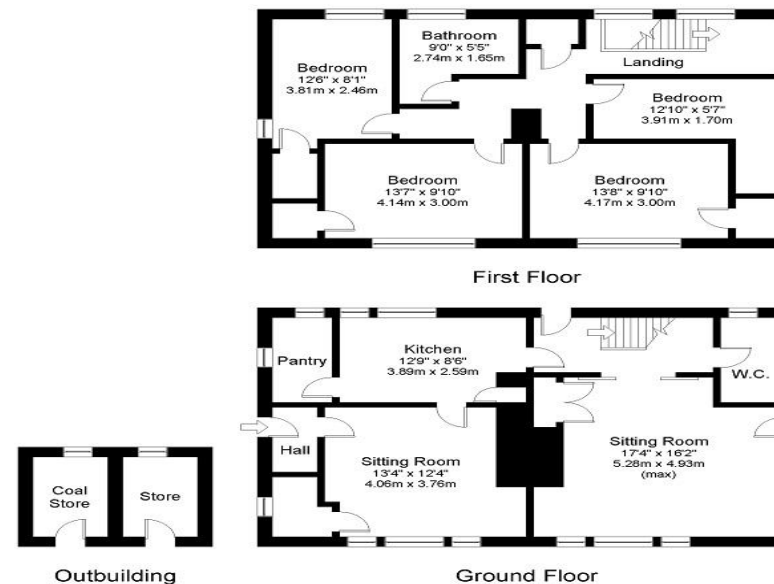 Bathroom
9'0" x 5'5"
2.74m x 1.65m
Bedroom
12'6" x 8'1"
3.81m x 2.46m
Landing
Bedroom
12'10" x 5'7"
3.91m x 1.70m
Bedroom
13'7" x 9'10"
4.14m x 3.00m
Bedroom
13'8" x 9'10"
4.17m x 3.00m
First Floor
Pantry
Kitchen
12'9" x 8'6"
3.89m x 2.59m
W.C.
Hall
Sitting Room
13'4" x 12'4"
4.06m x 3.76m
Sitting Room
17'4" x 16'2"
5.28m x 4.93m
(max)
Coal
Store
Store
Outbuilding
Ground Floor